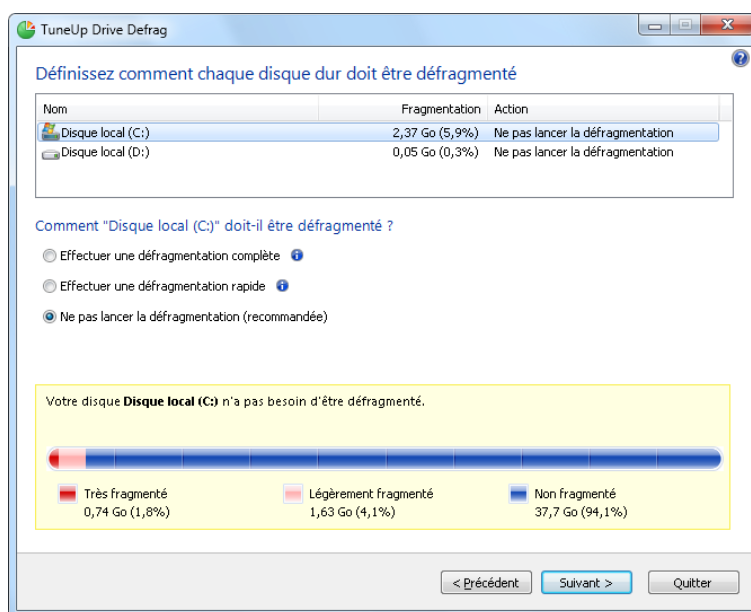 TuneUp Drive Defrag
Définissez comment chaque disque dur doit être défragmenté
Nom Fragmentation Action
Disque local (C:) 2,37 Go (5,9%) Ne pas lancer la défragmentation
Disque local (D:) 0,05 Go (0,3%) Ne pas lancer la défragmentation
Comment "Disque local (C:)" doit-il être défragmenté ?
Effectuer une défragmentation complète
Effectuer une défragmentation rapide
Ne pas lancer la défragmentation (recommandée)
Votre disque Disque local (C:) n'a pas besoin d'être défragmenté.
Très fragmenté Légèrement fragmenté Non fragmenté
0,74 Go (1,8%) 1,63 Go (4,1%) 37,7 Go (94,1%)
< Précédent Suivant > Quitter